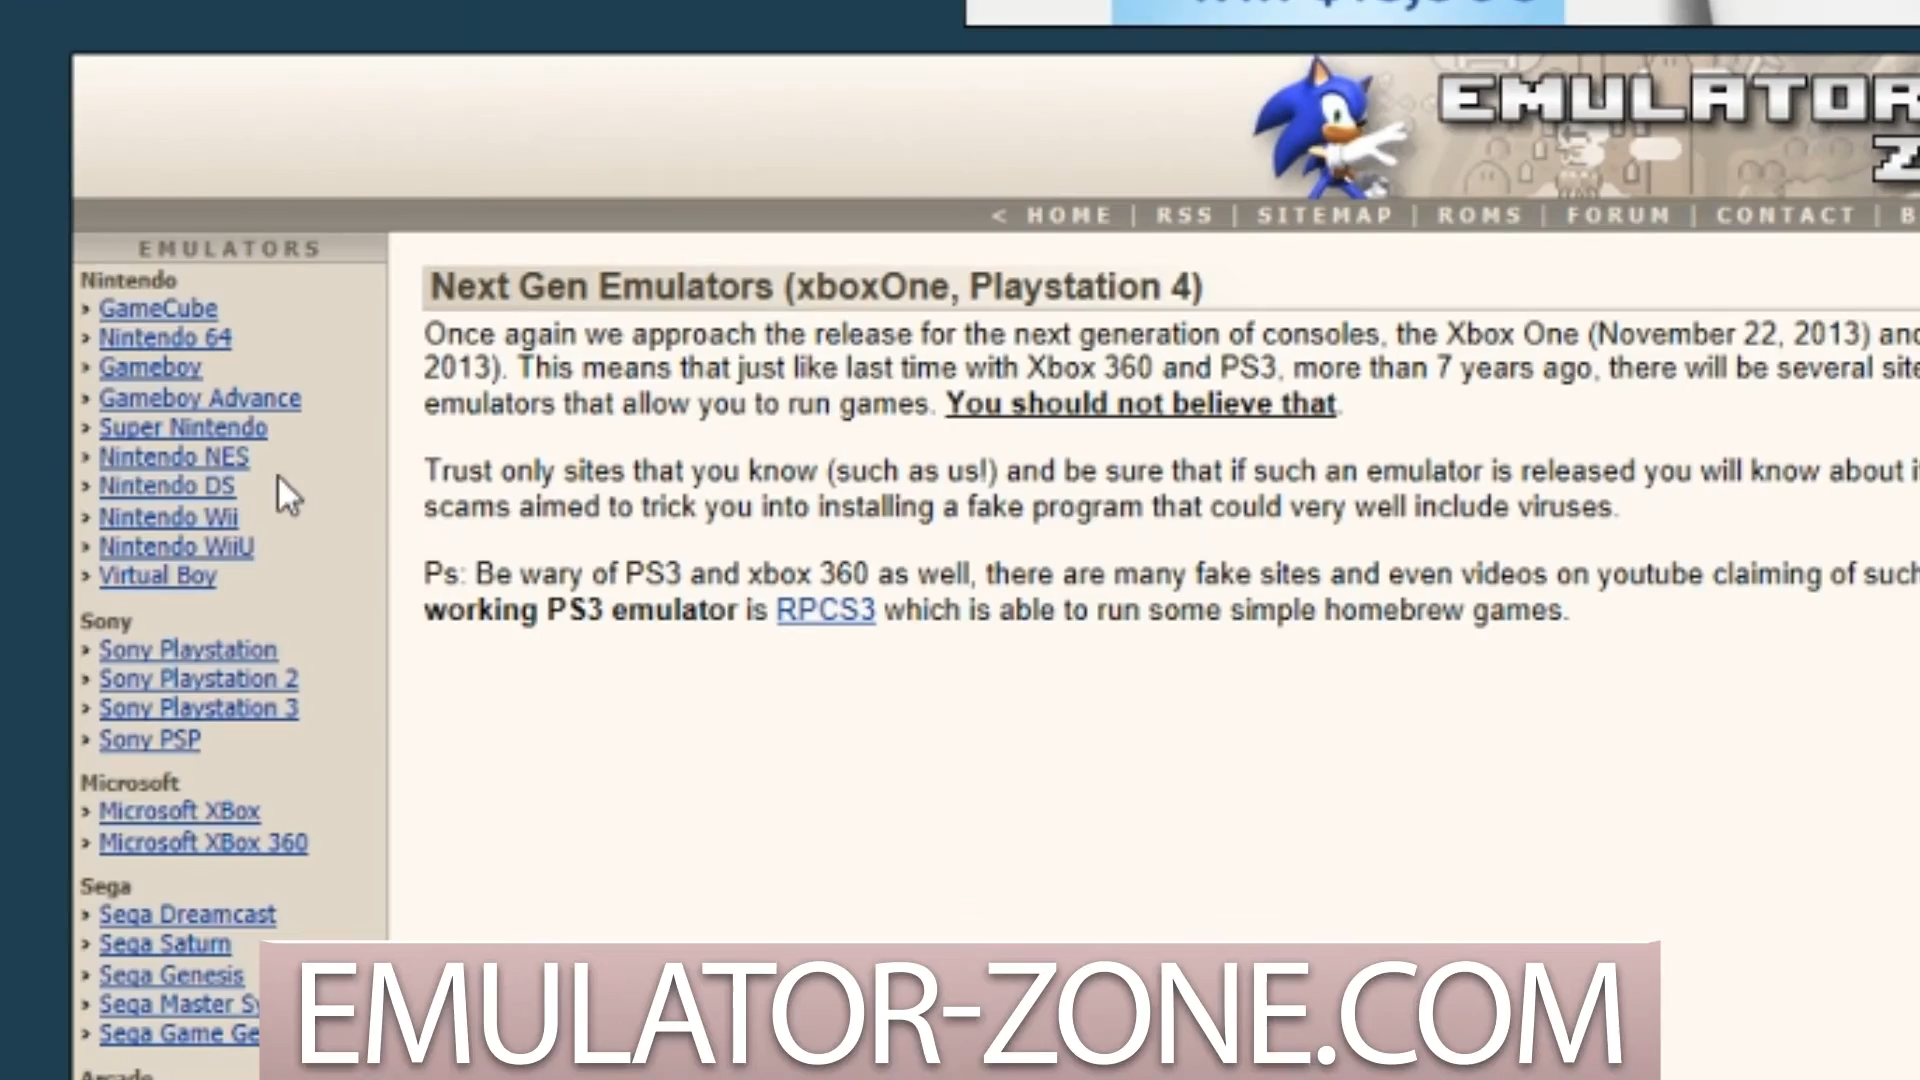 EMULATOR
< HOME | RSS | SITEMAP | ROMS | FORUM | CONTACT | B
EMULATORS
Nintendo
› GameCube
› Nintendo 64
› Gameboy
› Gameboy Advance
› Super Nintendo
› Nintendo NES
› Nintendo DS
› Nintendo Wii
› Nintendo WiiU
› Virtual Boy
Sony
› Sony Playstation
› Sony Playstation 2
› Sony Playstation 3
› Sony PSP
Microsoft
› Microsoft XBox
› Microsoft XBox 360
Sega
› Sega Dreamcast
› Sega Saturn
› Sega Genesis
› Sega Master Sy
› Sega Game Ge
Arcade
Next Gen Emulators (xboxOne, Playstation 4)
Once again we approach the release for the next generation of consoles, the Xbox One (November 22, 2013) and
2013). This means that just like last time with Xbox 360 and PS3, more than 7 years ago, there will be several site
emulators that allow you to run games. You should not believe that.
Trust only sites that you know (such as us!) and be sure that if such an emulator is released you will know about i
scams aimed to trick you into installing a fake program that could very well include viruses.
Ps: Be wary of PS3 and xbox 360 as well, there are many fake sites and even videos on youtube claiming of such
working PS3 emulator is RPCS3 which is able to run some simple homebrew games.
EMULATOR-ZONE.COM